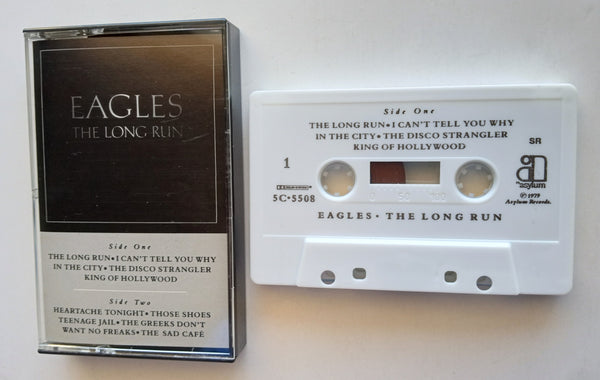 EAGLES
THE LONG RUN
Side One
THE LONG RUN • I CAN'T TELL YOU WHY
IN THE CITY • THE DISCO STRANGLER
KING OF HOLLYWOOD
Side Two
HEARTACHE TONIGHT • THOSE SHOES
TEENAGE JAIL • THE GREEKS DON'T
WANT NO FREAKS • THE SAD CAFÉ
Side One
THE LONG RUN • I CAN'T TELL YOU WHY
IN THE CITY • THE DISCO STRANGLER
KING OF HOLLYWOOD
SR
1
asylum
0 50 100
5C•5508
℗ 1979
Asylum Records.
EAGLES • THE LONG RUN